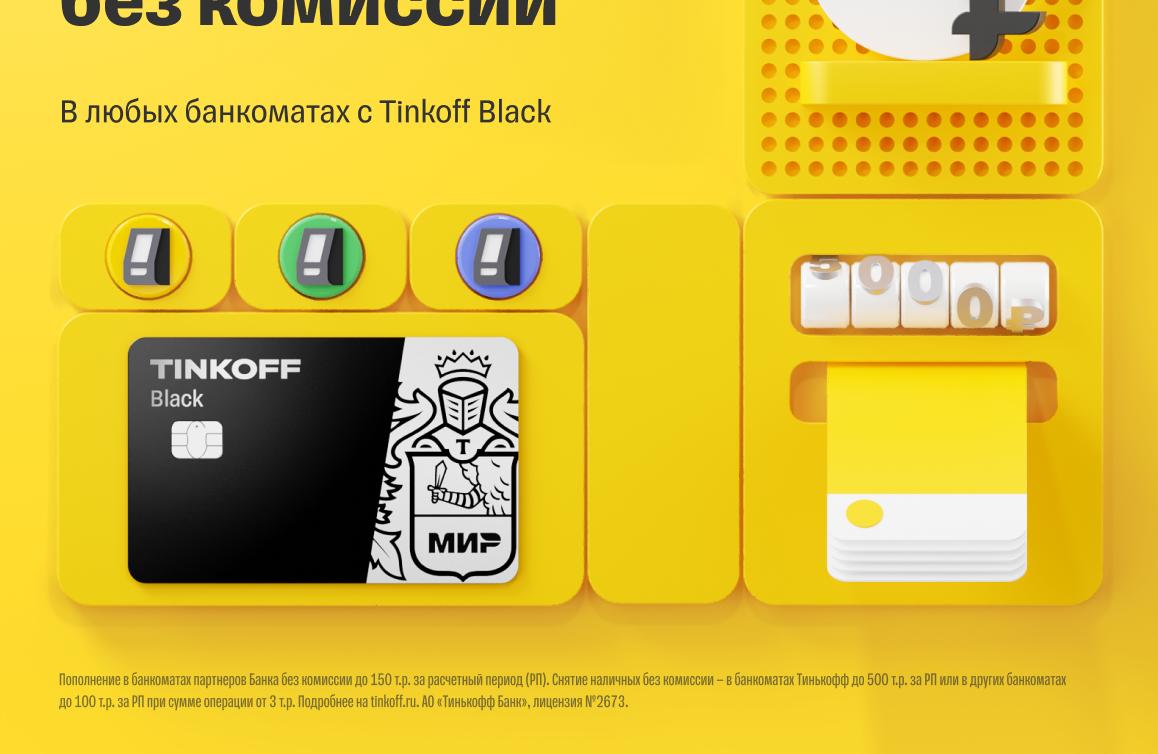 без комиссии
В любых банкоматах с Tinkoff Black
5000₽
TINKOFF
Black
T
МИР
Пополнение в банкоматах партнеров Банка без комиссии до 150 т.р. за расчетный период (РП). Снятие наличных без комиссии – в банкоматах Тинькофф до 500 т.р. за РП или в других банкоматах
до 100 т.р. за РП при сумме операции от 3 т.р. Подробнее на tinkoff.ru. АО «Тинькофф Банк», лицензия №2673.